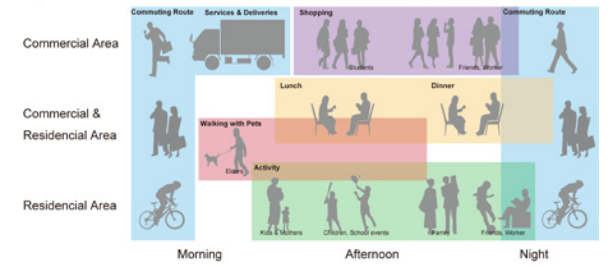 Commuting Route
Services & Deliveries
Shopping
Commuting Route
Commercial Area
Students
Friends, Worker
Lunch
Dinner
Commercial &
Residencial Area
Walking with Pets
Elders
Activity
Residencial Area
Kids & Mothers
Children, School events
Family
Friends, Worker
Morning
Afternoon
Night